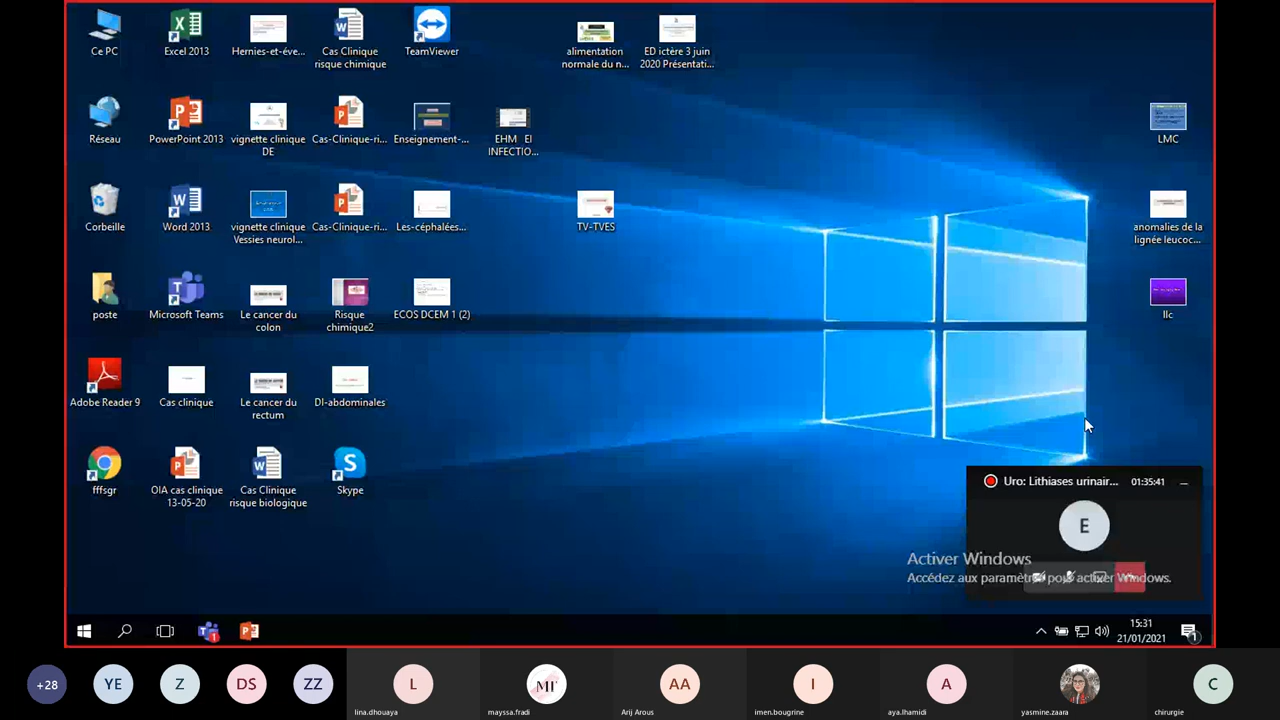 Ce PC
Excel 2013
Hernies-et-éve...
Cas Clinique
risque chimique
TeamViewer
alimentation
normale du n...
ED ictère 3 juin
2020 Présentati...
Réseau
PowerPoint 2013
vignette clinique
DE
Cas-Clinique-ri...
Enseignement-...
EHM EI
INFECTIO...
LMC
Corbeille
Word 2013
vignette clinique
Vessies neurol...
Cas-Clinique-ri...
Les-céphalées...
TV-TVES
anomalies de la
lignée leucoc...
poste
Microsoft Teams
Le cancer du
colon
Risque
chimique2
ECOS DCEM 1 (2)
llc
Adobe Reader 9
Cas clinique
Le cancer du
rectum
DI-abdominales
fffsgr
OIA cas clinique
13-05-20
Cas Clinique
risque biologique
Skype
Uro: Lithiases urinair...
01:35:41
E
Activer Windows
Accédez aux paramètres pour activer Windows.
15:31
21/01/2021
1
1
+28
YE
Z
DS
ZZ
L
lina.dhouaya
MF
mayssa.fradi
AA
Arij Arous
I
imen.bougrine
A
aya.lhamidi
yasmine.zaara
C
chirurgie